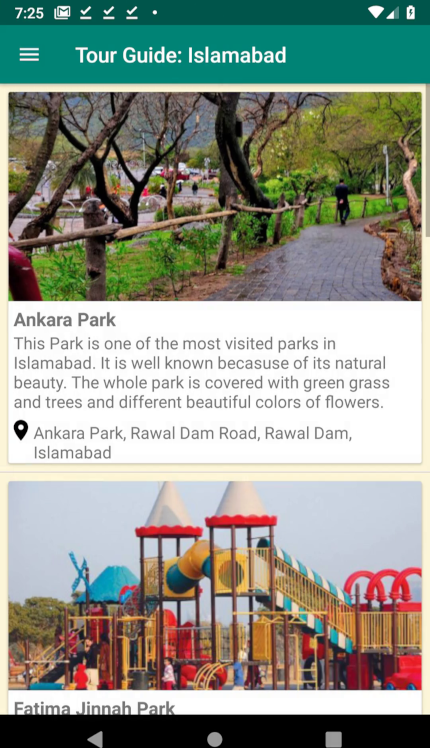 7:25
Tour Guide: Islamabad
Ankara Park
This Park is one of the most visited parks in
Islamabad. It is well known becasuse of its natural
beauty. The whole park is covered with green grass
and trees and different beautiful colors of flowers.
Ankara Park, Rawal Dam Road, Rawal Dam,
Islamabad
Fatima Jinnah Park